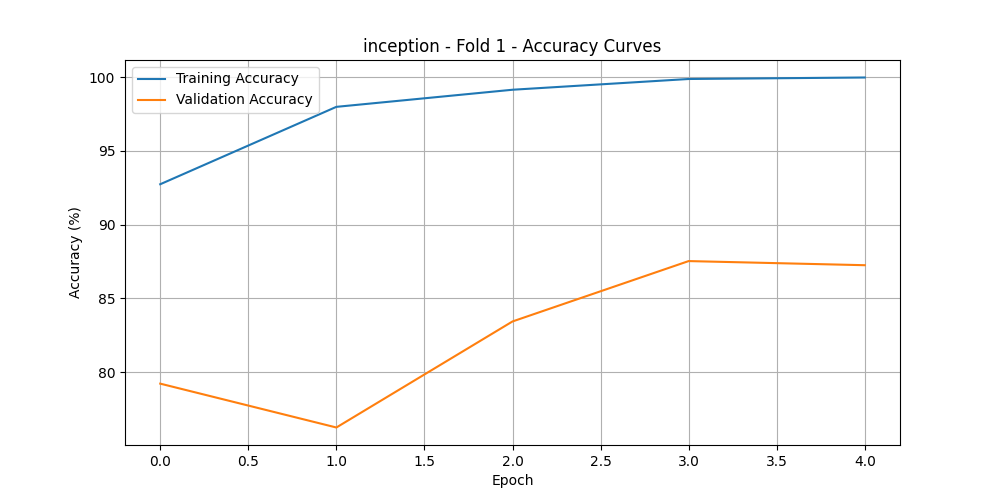 inception - Fold 1 - Accuracy Curves
Training Accuracy
Validation Accuracy
Accuracy (%)
100
95
90
85
80
0.0 0.5 1.0 1.5 2.0 2.5 3.0 3.5 4.0
Epoch